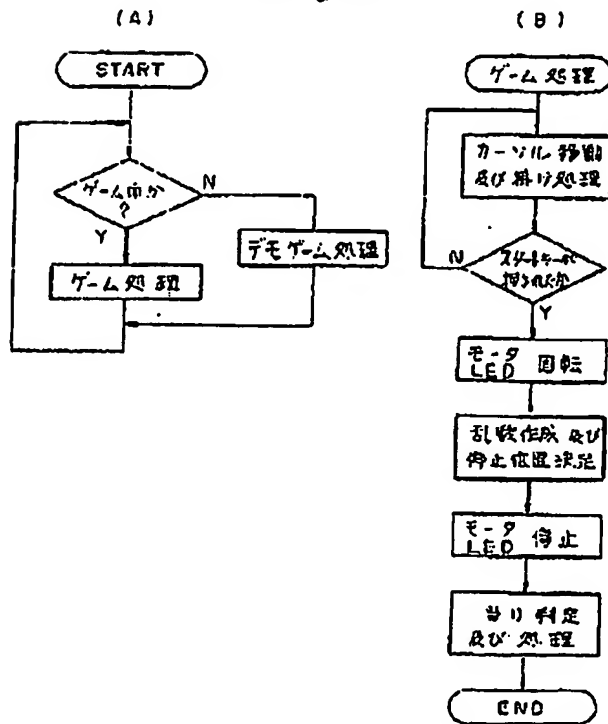 (A)
START
ゲーム中か
?
N
Y
デモゲーム処理
ゲーム処理
(B)
ゲーム処理
カーソル移動
及び掛け処理
スタートキーが
押されたか
N
Y
モータ
LED 回転
乱数作成及び
停止位置決定
モータ
LED 停止
当り判定
及び処理
END